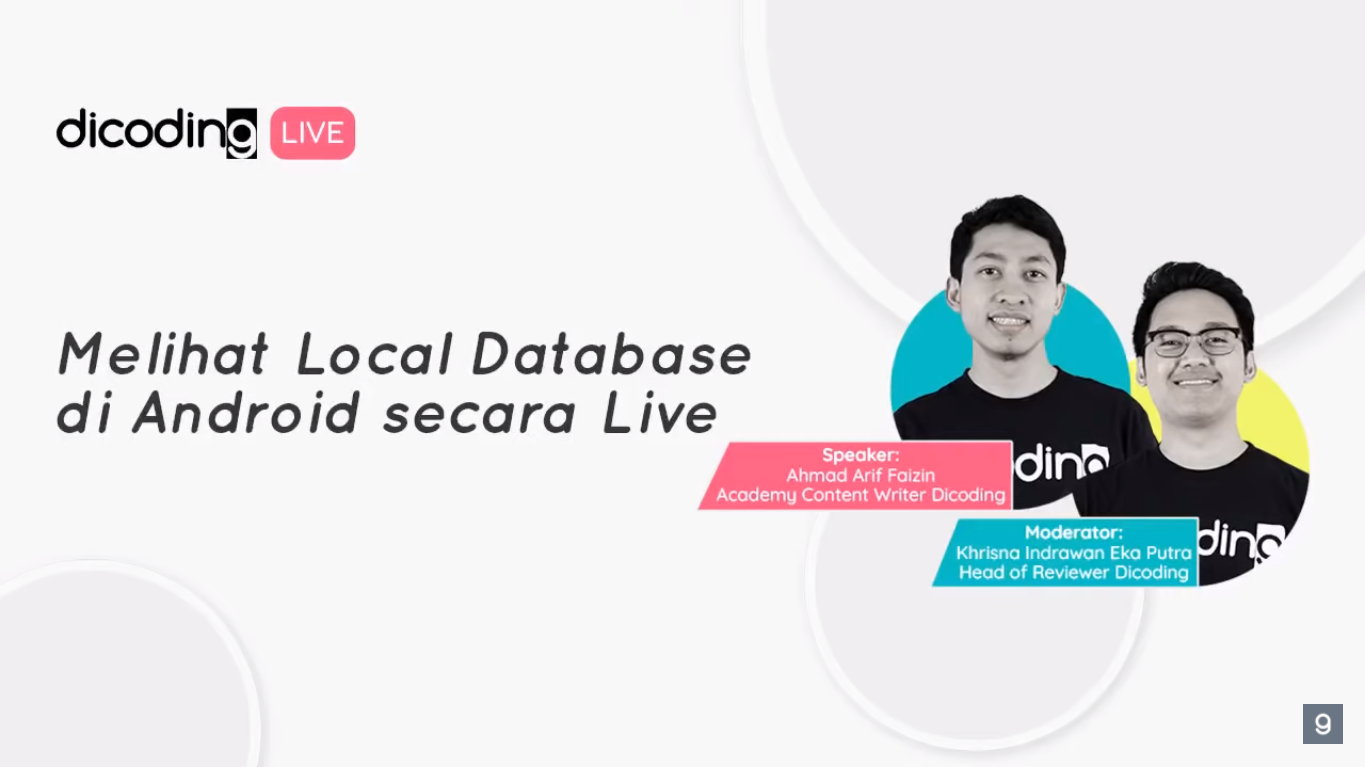 dicoding LIVE
Melihat Local Database
di Android secara Live
Speaker:
Ahmad Arif Faizin
Academy Content Writer Dicoding
Moderator:
Khrisna Indrawan Eka Putra
Head of Reviewer Dicoding
g